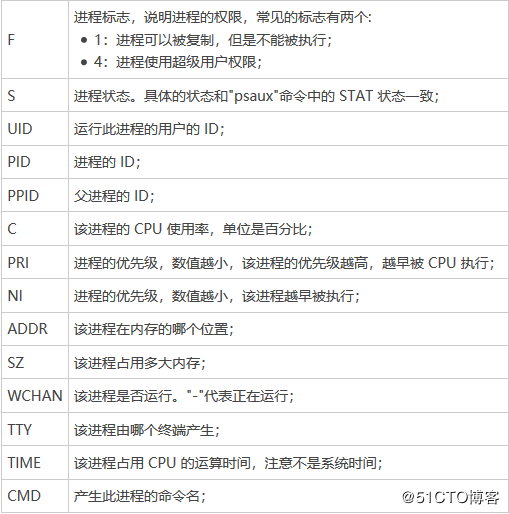 F 进程标志，说明进程的权限，常见的标志有两个:
● 1：进程可以被复制，但是不能被执行；
● 4：进程使用超级用户权限；
S 进程状态。具体的状态和"psaux"命令中的 STAT 状态一致；
UID 运行此进程的用户的 ID；
PID 进程的 ID；
PPID 父进程的 ID；
C 该进程的 CPU 使用率，单位是百分比；
PRI 进程的优先级，数值越小，该进程的优先级越高，越早被 CPU 执行；
NI 进程的优先级，数值越小，该进程越早被执行；
ADDR 该进程在内存的哪个位置；
SZ 该进程占用多大内存；
WCHAN 该进程是否运行。"-"代表正在运行；
TTY 该进程由哪个终端产生；
TIME 该进程占用 CPU 的运算时间，注意不是系统时间；
CMD 产生此进程的命令名；
@51CTO博客